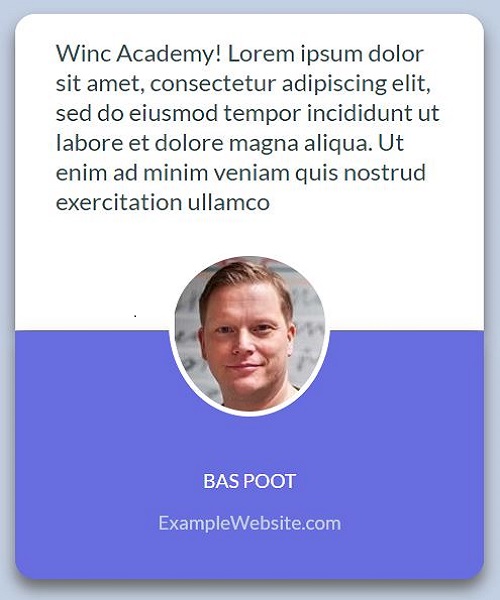 Winc Academy! Lorem ipsum dolor
sit amet, consectetur adipiscing elit,
sed do eiusmod tempor incididunt ut
labore et dolore magna aliqua. Ut
enim ad minim veniam quis nostrud
exercitation ullamco
.
BAS POOT
ExampleWebsite.com